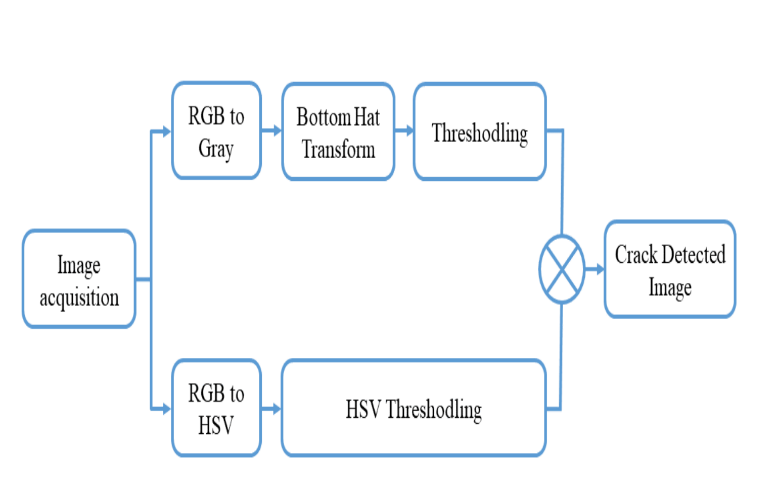 RGB to
Gray
Bottom Hat
Transform
Threshodling
Image
acquisition
Crack Detected
Image
RGB to
HSV
HSV Threshodling